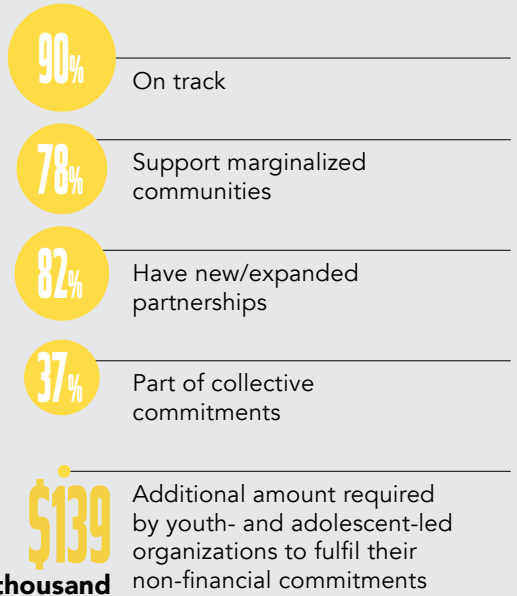 90%
On track
78%
Support marginalized
communities
82%
Have new/expanded
partnerships
37%
Part of collective
commitments
$139
thousand
Additional amount required
by youth- and adolescent-led
organizations to fulfil their
non-financial commitments